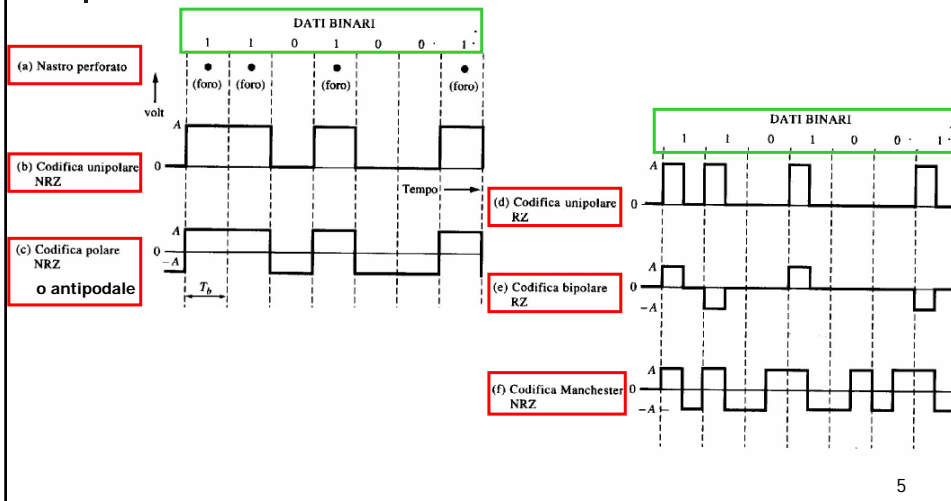 DATI BINARI
1 1 0 1 0 0 1
(a) Nastro perforato
(foro) (foro) (foro) (foro)
volt
A
(b) Codifica unipolare
NRZ
0
Tempo
(c) Codifica polare
NRZ
o antipodale
A
0
-A
T_b
DATI BINARI
1 1 0 1 0 0 1
(d) Codifica unipolare
RZ
A
0
(e) Codifica bipolare
RZ
A
0
-A
(f) Codifica Manchester
NRZ
A
0
-A
5